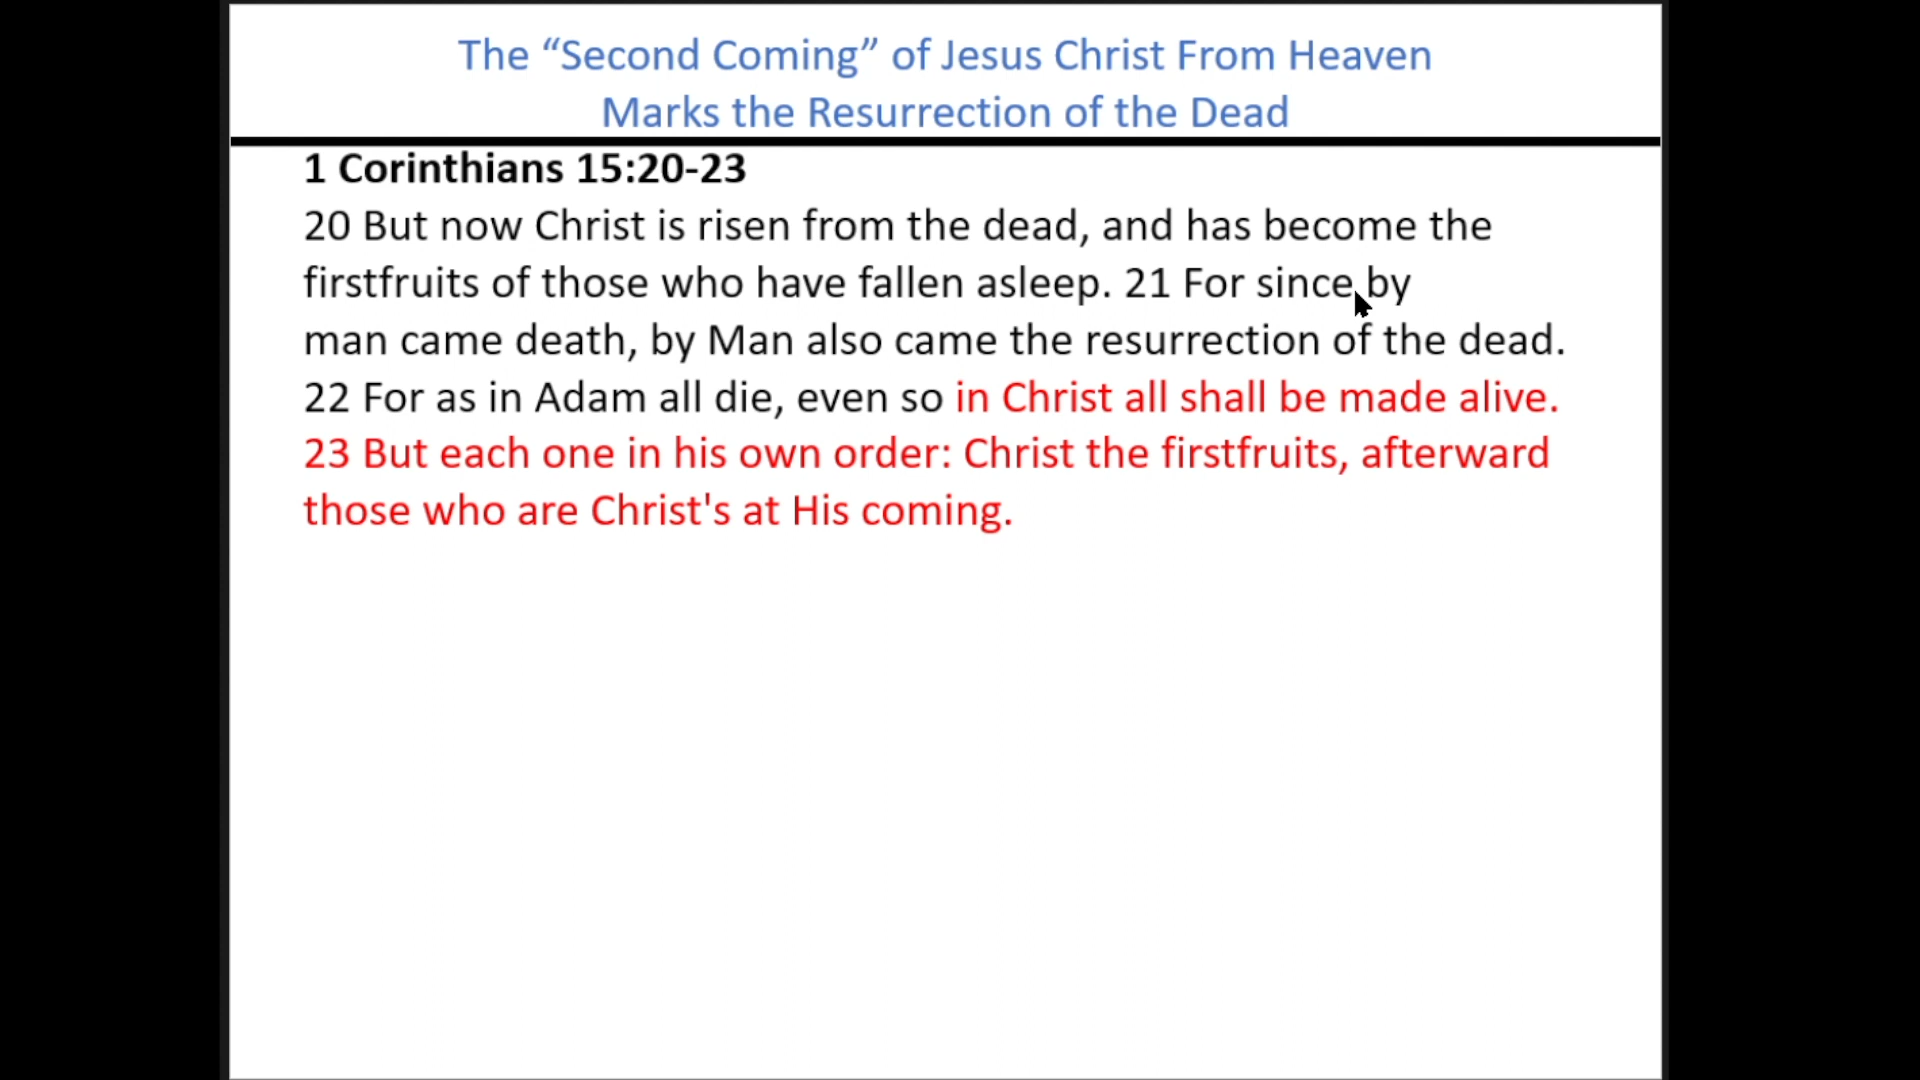 The “Second Coming” of Jesus Christ From Heaven
Marks the Resurrection of the Dead
1 Corinthians 15:20-23
20 But now Christ is risen from the dead, and has become the
firstfruits of those who have fallen asleep. 21 For since by
man came death, by Man also came the resurrection of the dead.
22 For as in Adam all die, even so in Christ all shall be made alive.
23 But each one in his own order: Christ the firstfruits, afterward
those who are Christ's at His coming.